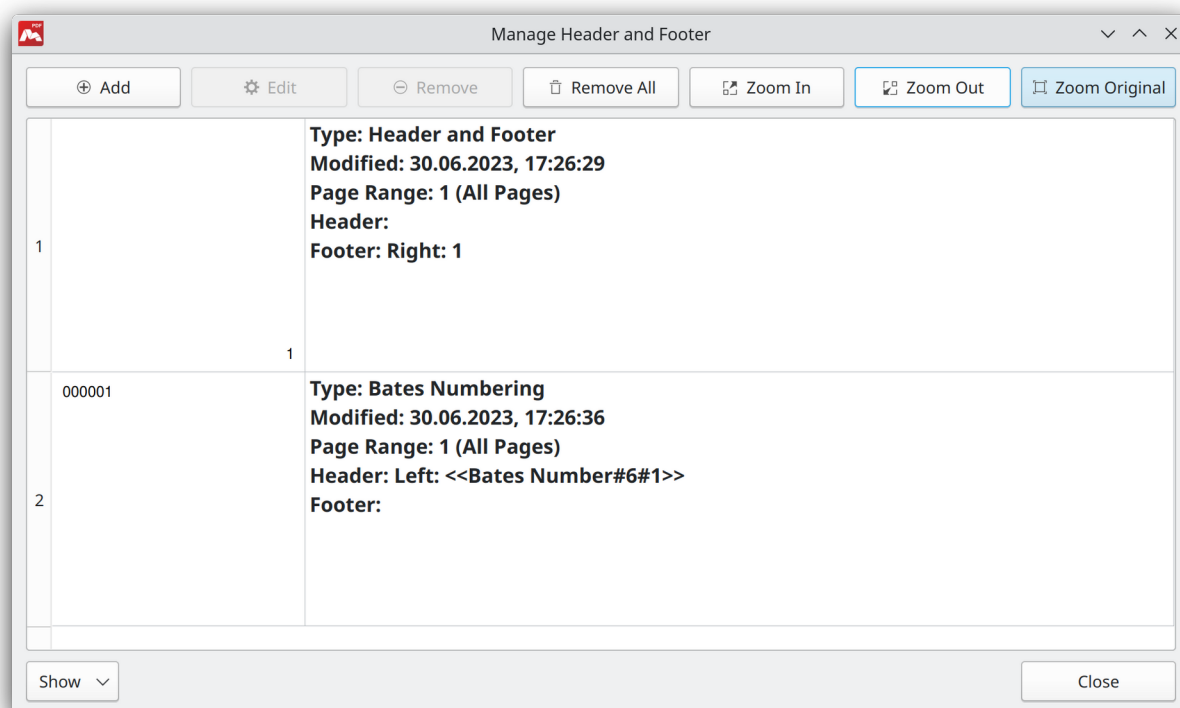 PDF
Manage Header and Footer
Add Edit Remove Remove All Zoom In Zoom Out Zoom Original
1
Type: Header and Footer
Modified: 30.06.2023, 17:26:29
Page Range: 1 (All Pages)
Header:
Footer: Right: 1
1
2
000001
Type: Bates Numbering
Modified: 30.06.2023, 17:26:36
Page Range: 1 (All Pages)
Header: Left: <<Bates Number#6#1>>
Footer:
Show Close